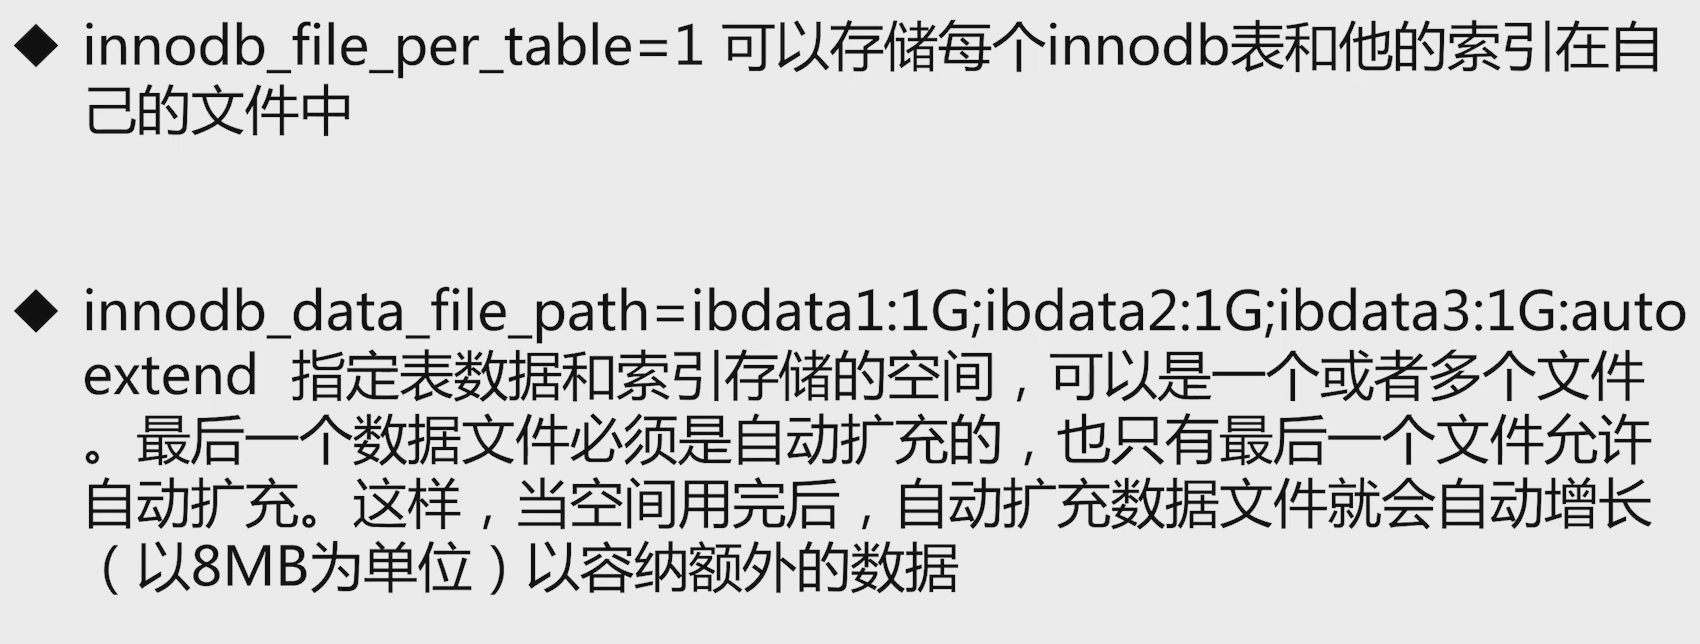 ◆ innodb_file_per_table=1 可以存储每个innodb表和他的索引在自
己的文件中
◆ innodb_data_file_path=ibdata1:1G;ibdata2:1G;ibdata3:1G:auto
extend 指定表数据和索引存储的空间，可以是一个或者多个文件
。最后一个数据文件必须是自动扩充的，也只有最后一个文件允许
自动扩充。这样，当空间用完后，自动扩充数据文件就会自动增长
（以8MB为单位）以容纳额外的数据